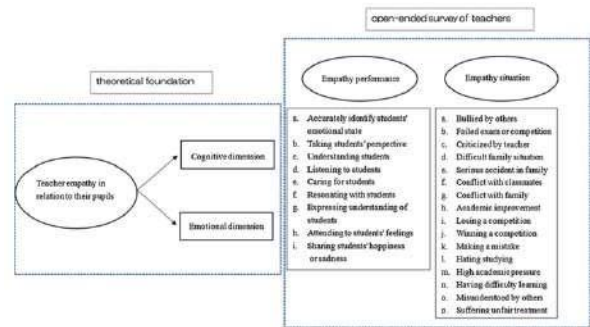 open-ended survey of teachers
theoretical foundation
Teacher empathy in
relation to their pupils
Cognitive dimension
Emotional dimension
Empathy performance
a. Accurately identify students'
emotional state
b. Taking students' perspective
c. Understanding students
d. Listening to students
e. Caring for students
f. Resonating with students
g. Expressing understanding of
students
h. Attending to students' feelings
i. Sharing students' happiness
or sadness
Empathy situation
a. Bullied by others
b. Failed exam or competition
c. Criticized by teacher
d. Difficult family situation
e. Serious accident in family
f. Conflict with classmates
g. Conflict with family
h. Academic improvement
i. Losing a competition
j. Winning a competition
k. Making a mistake
l. Hating studying
m. High academic pressure
n. Having difficulty learning
o. Misunderstood by others
p. Suffering unfair treatment